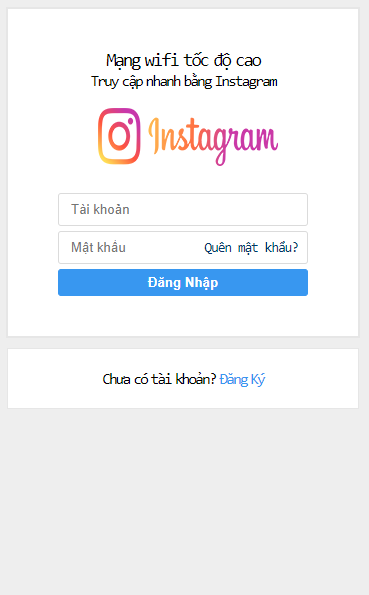 Mạng wifi tốc độ cao
Truy cập nhanh bằng Instagram
Instagram
Tài khoản
Mật khẩu Quên mật khẩu?
Đăng Nhập
Chưa có tài khoản? Đăng Ký